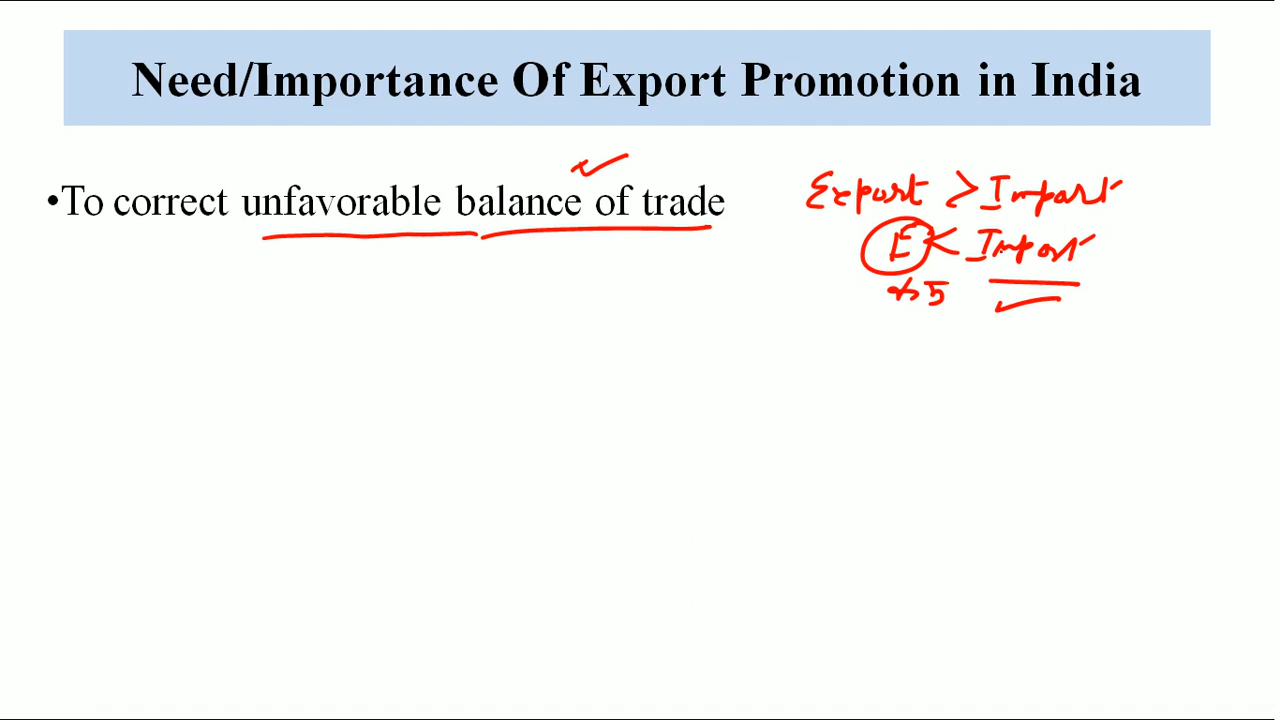 Need/Importance Of Export Promotion in India
•To correct unfavorable balance of trade
Export > Import
E < Import